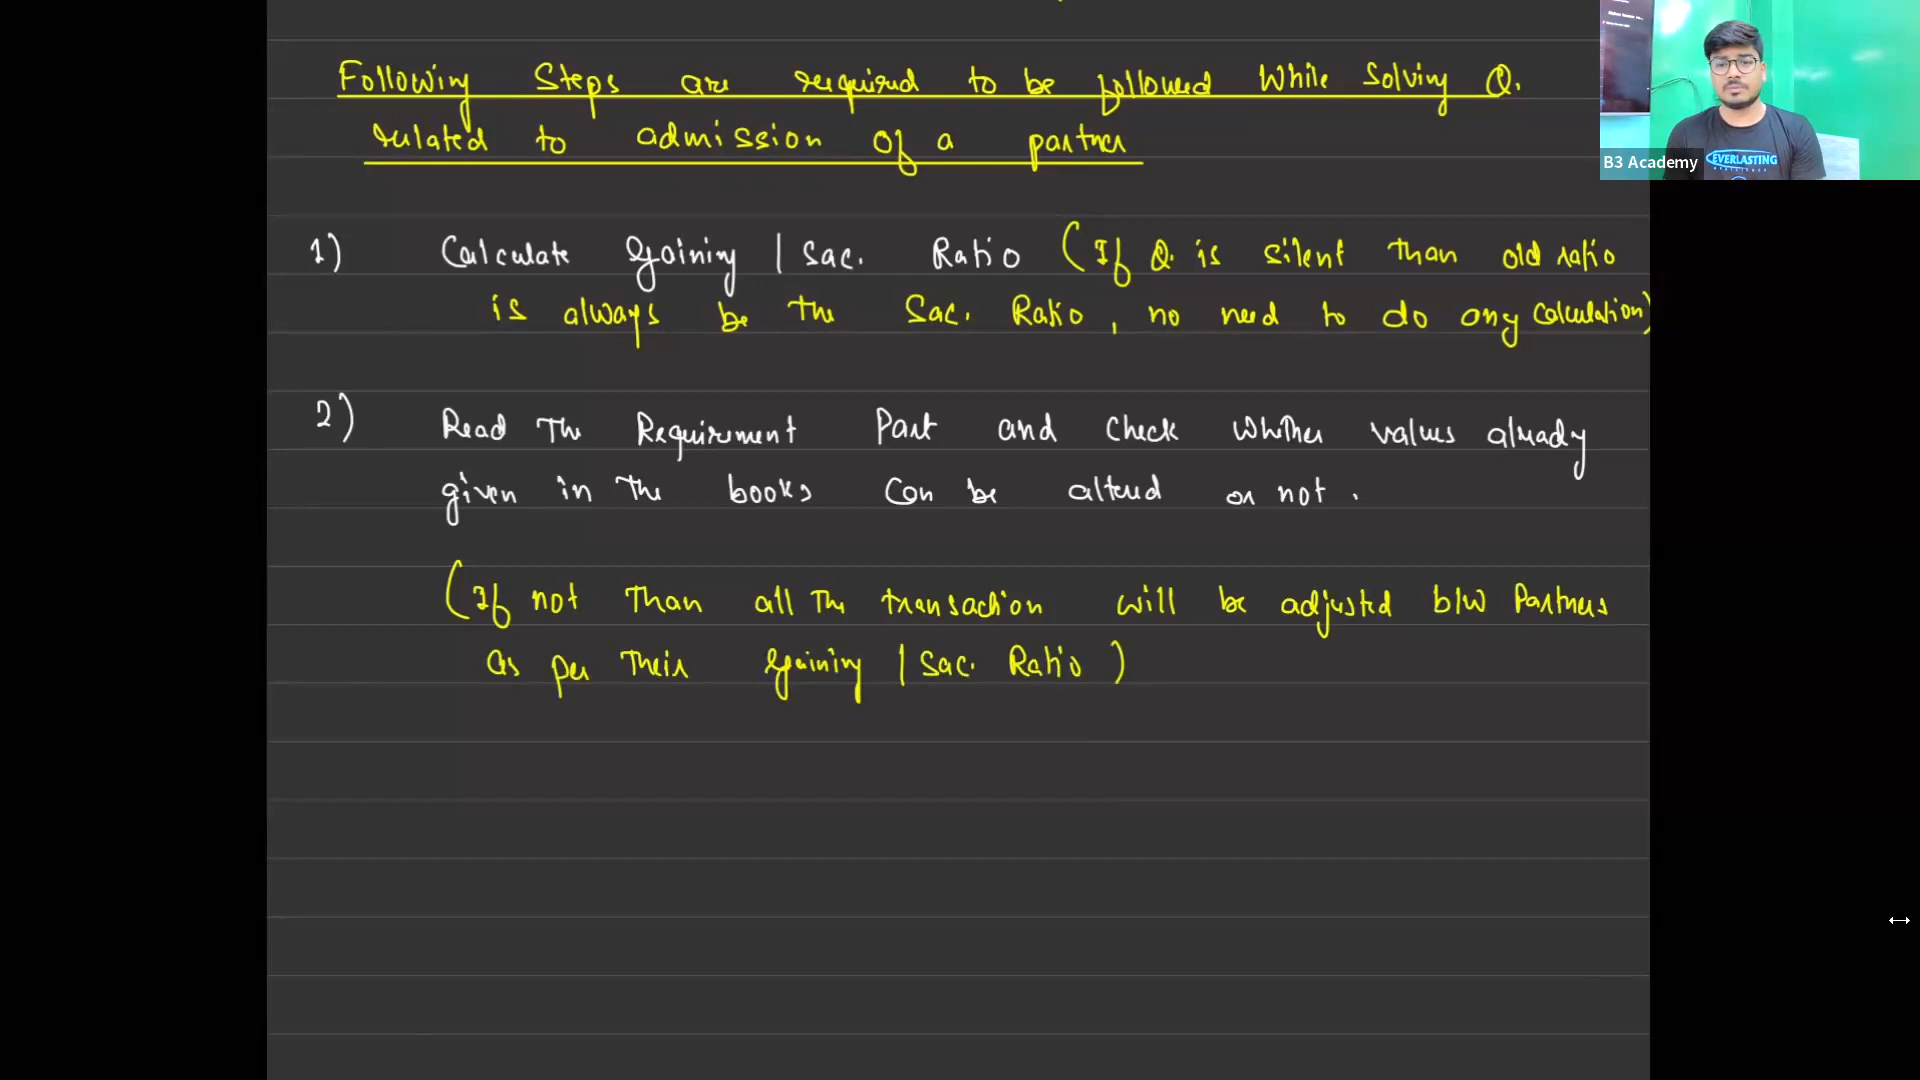 Following Steps are required to be followed While Solving Q.
related to admission of a partner
1) Calculate Gaining | Sac. Ratio (If Q. is silent than old ratio
is always be the Sac. Ratio, no need to do any calculation)
2) Read the Requirement Part and check whether values already
given in the books can be altered or not.
(If not than all the transaction will be adjusted b/w Partners
as per their Gaining | Sac. Ratio)
B3 Academy
EVERLASTING